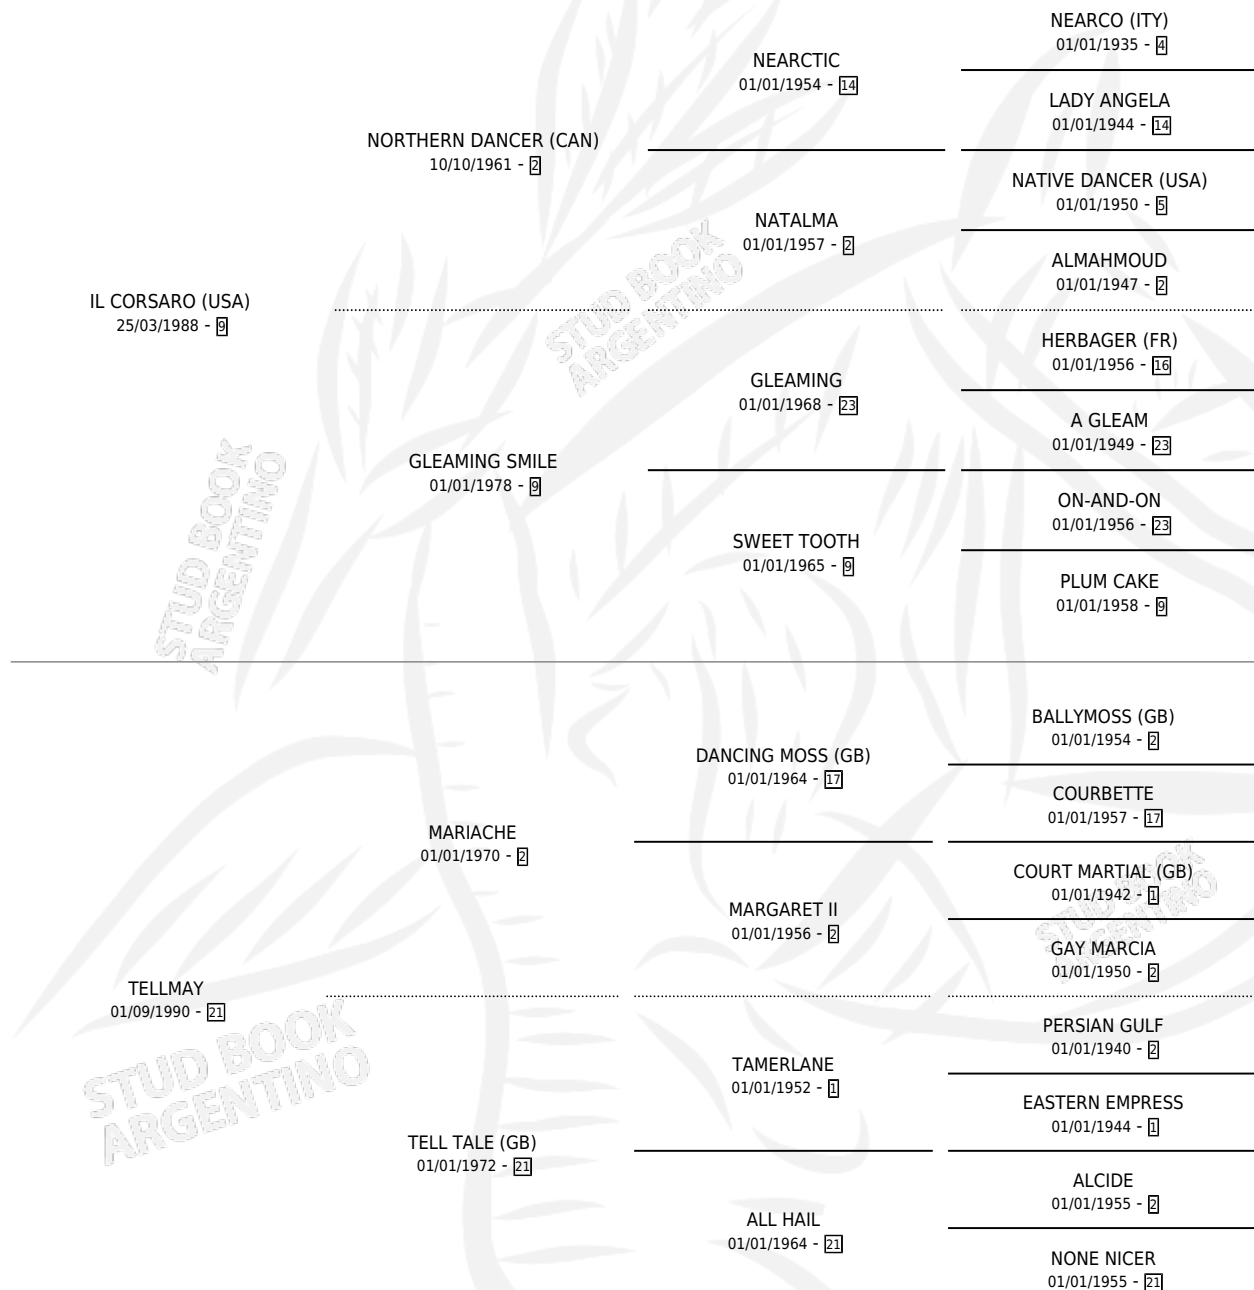 NEARCO (ITY)
01/01/1935 - 4
NEARCTIC
01/01/1954 - 14
LADY ANGELA
01/01/1944 - 14
NORTHERN DANCER (CAN)
10/10/1961 - 2
NATIVE DANCER (USA)
01/01/1950 - 5
NATALMA
01/01/1957 - 2
ALMAHMOUD
01/01/1947 - 2
IL CORSARO (USA)
25/03/1988 - 9
HERBAGER (FR)
01/01/1956 - 16
GLEAMING
01/01/1968 - 23
A GLEAM
01/01/1949 - 23
GLEAMING SMILE
01/01/1978 - 9
ON-AND-ON
01/01/1956 - 23
SWEET TOOTH
01/01/1965 - 9
PLUM CAKE
01/01/1958 - 9
BALLYMOSS (GB)
01/01/1954 - 2
DANCING MOSS (GB)
01/01/1964 - 17
COURBETTE
01/01/1957 - 17
MARIACHE
01/01/1970 - 2
COURT MARTIAL (GB)
01/01/1942 - 1
MARGARET II
01/01/1956 - 2
GAY MARCIA
01/01/1950 - 2
TELLMAY
01/09/1990 - 21
PERSIAN GULF
01/01/1940 - 2
TAMERLANE
01/01/1952 - 1
EASTERN EMPRESS
01/01/1944 - 1
TELL TALE (GB)
01/01/1972 - 21
ALCIDE
01/01/1955 - 2
ALL HAIL
01/01/1964 - 21
NONE NICER
01/01/1955 - 21
STUD BOOK
ARGENTINO
STUD BOOK
ARGENTINO
STUD BOOK
ARGENTINO
STUD BOOK
ARGENTINO